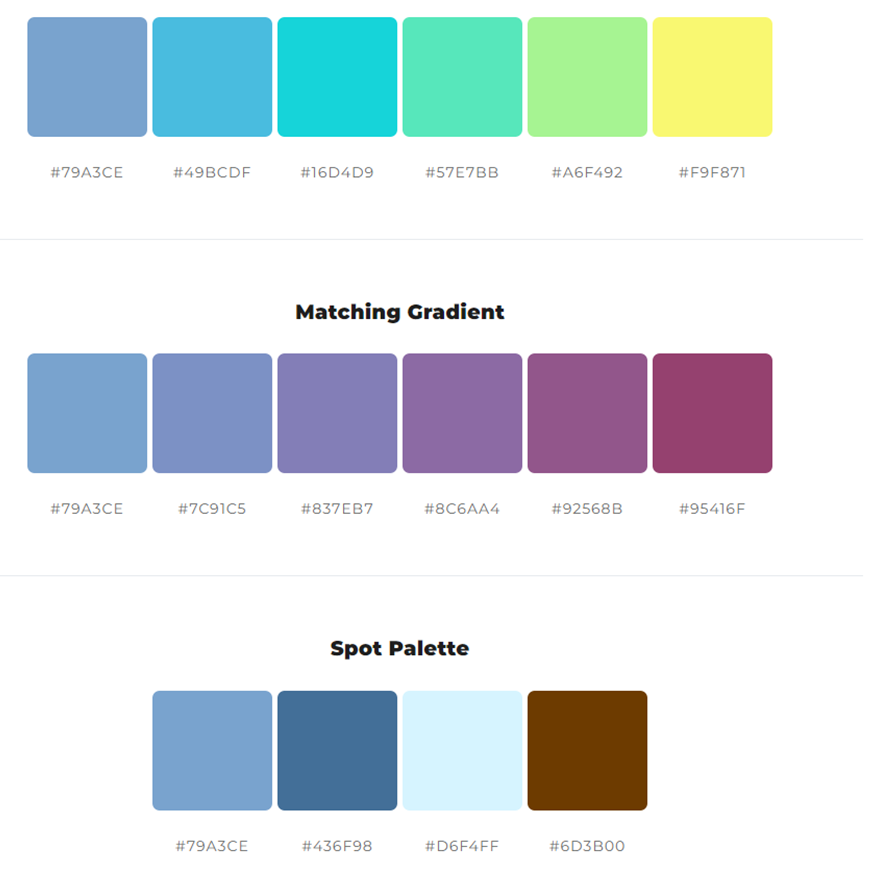 #79A3CE #49BCDF #16D4D9 #57E7BB #A6F492 #F9F871
Matching Gradient
#79A3CE #7C91C5 #837EB7 #8C6AA4 #92568B #95416F
Spot Palette
#79A3CE #436F98 #D6F4FF #6D3B00